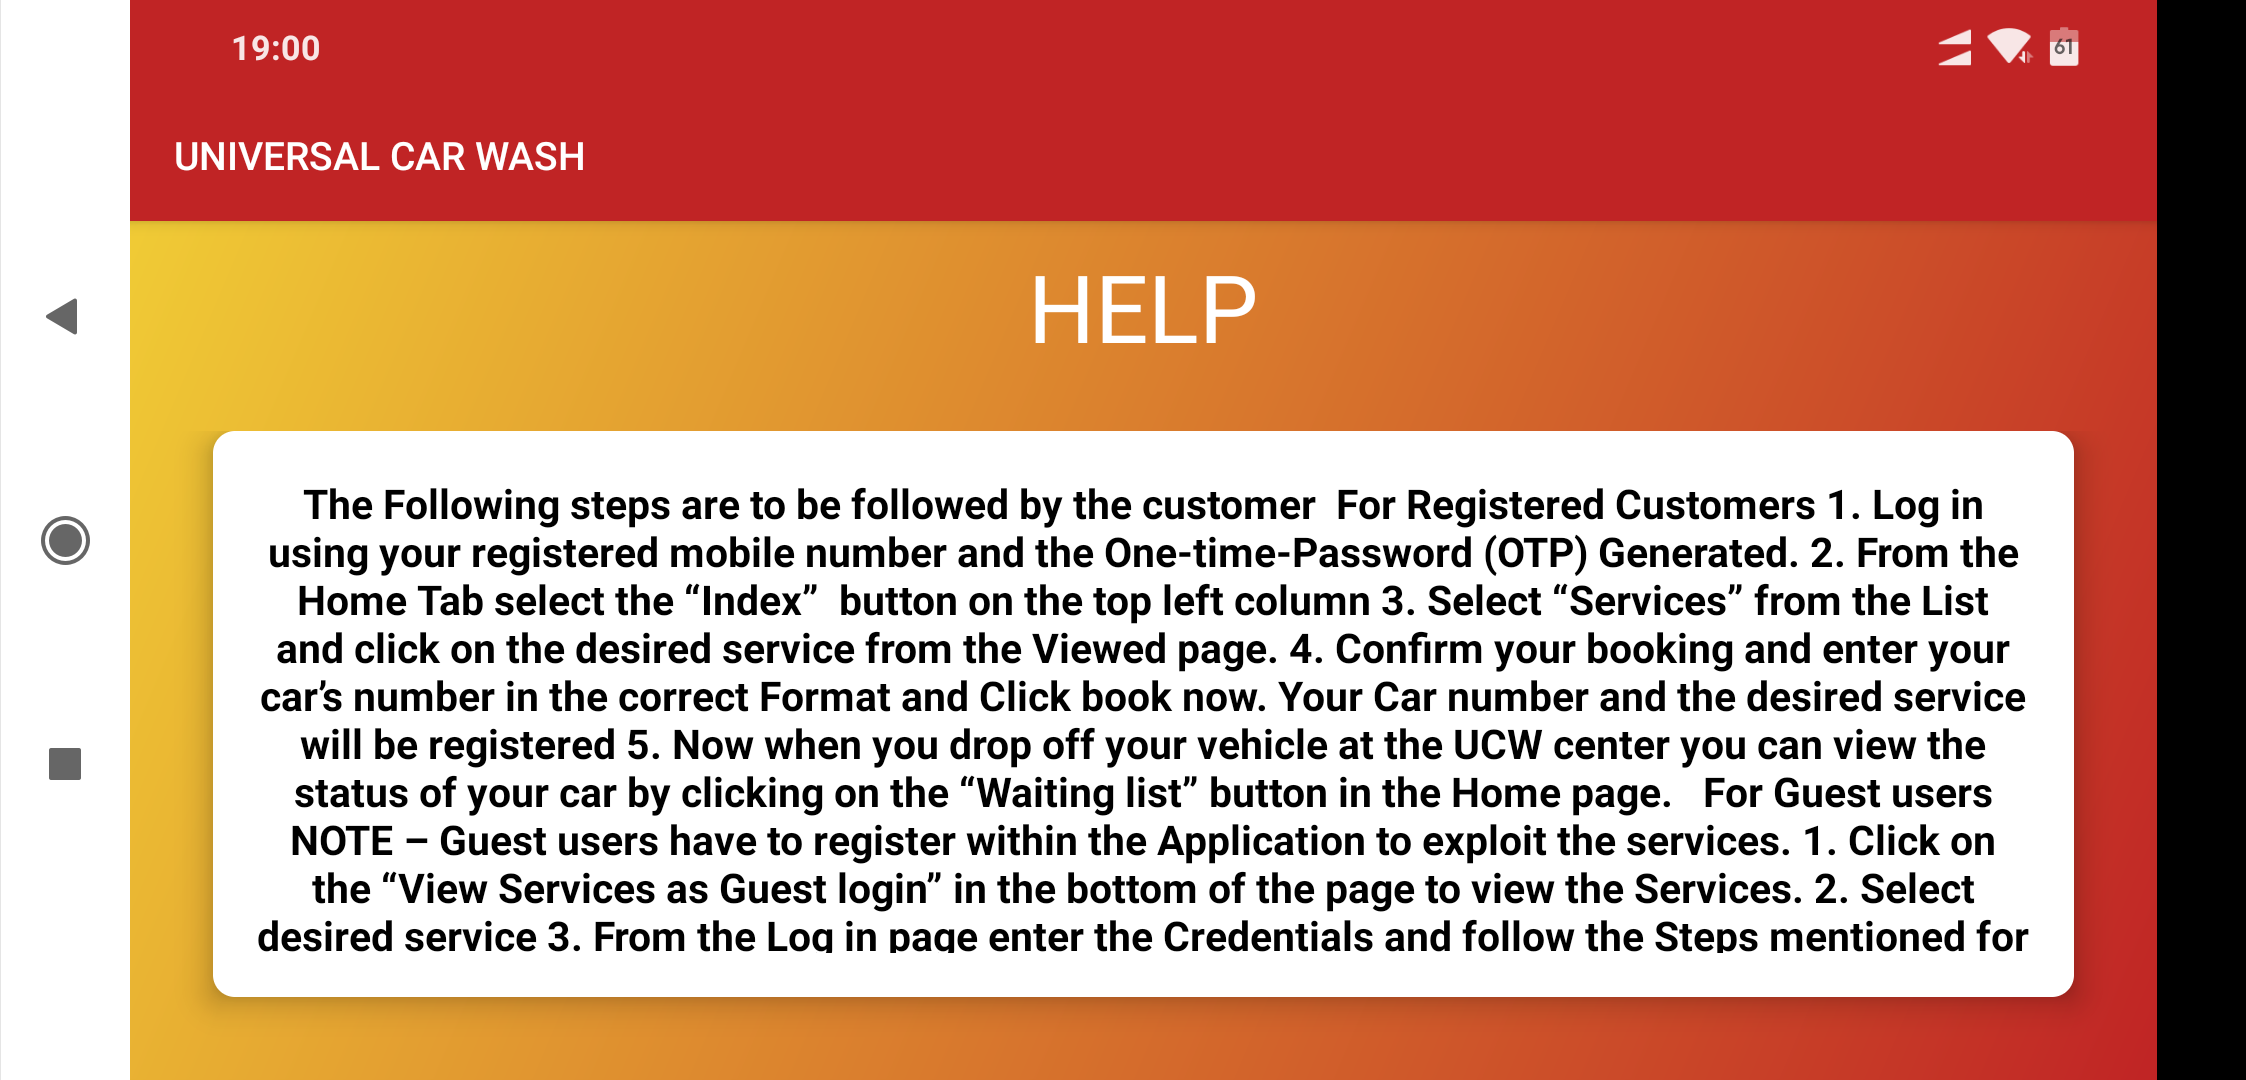 19:00
61
UNIVERSAL CAR WASH
HELP
The Following steps are to be followed by the customer  For Registered Customers 1. Log in
using your registered mobile number and the One-time-Password (OTP) Generated. 2. From the
Home Tab select the “Index”  button on the top left column 3. Select “Services” from the List
and click on the desired service from the Viewed page. 4. Confirm your booking and enter your
car’s number in the correct Format and Click book now. Your Car number and the desired service
will be registered 5. Now when you drop off your vehicle at the UCW center you can view the
status of your car by clicking on the “Waiting list” button in the Home page.   For Guest users
NOTE – Guest users have to register within the Application to exploit the services. 1. Click on
the “View Services as Guest login” in the bottom of the page to view the Services. 2. Select
desired service 3. From the Log in page enter the Credentials and follow the Steps mentioned for